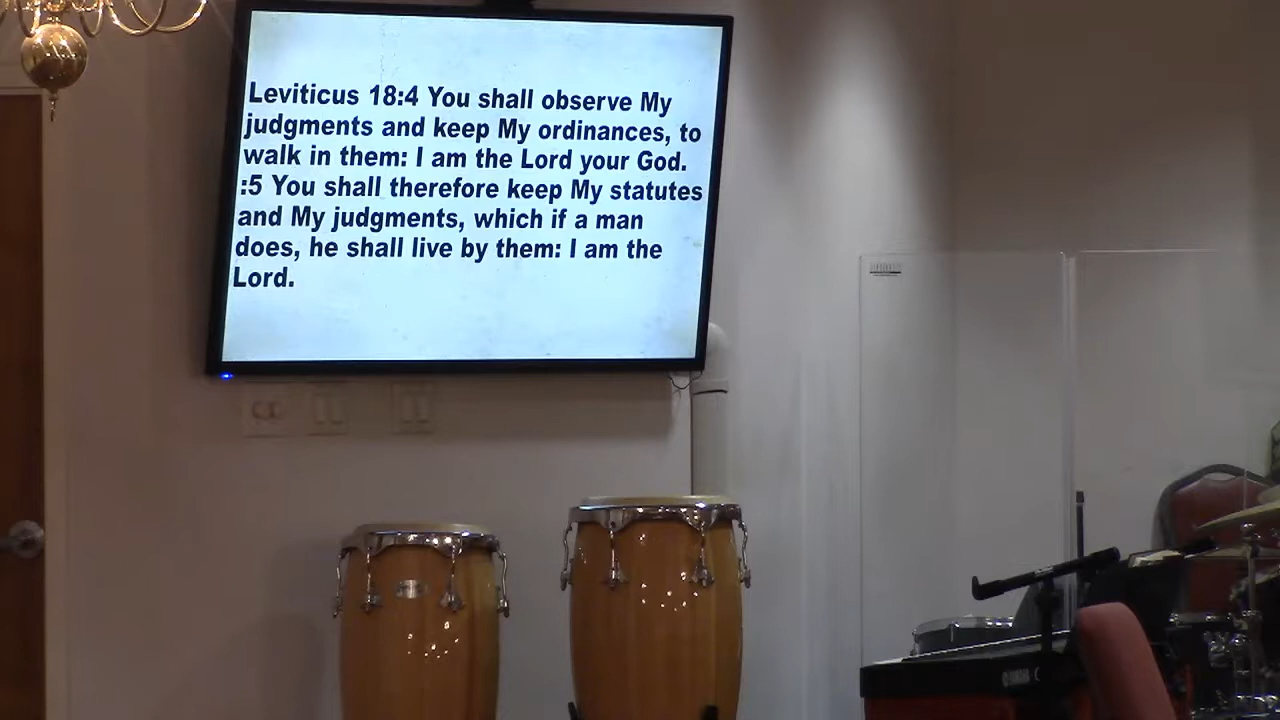 Leviticus 18:4 You shall observe My
judgments and keep My ordinances, to
walk in them: I am the Lord your God.
:5 You shall therefore keep My statutes
and My judgments, which if a man
does, he shall live by them: I am the
Lord.
YAMAHA